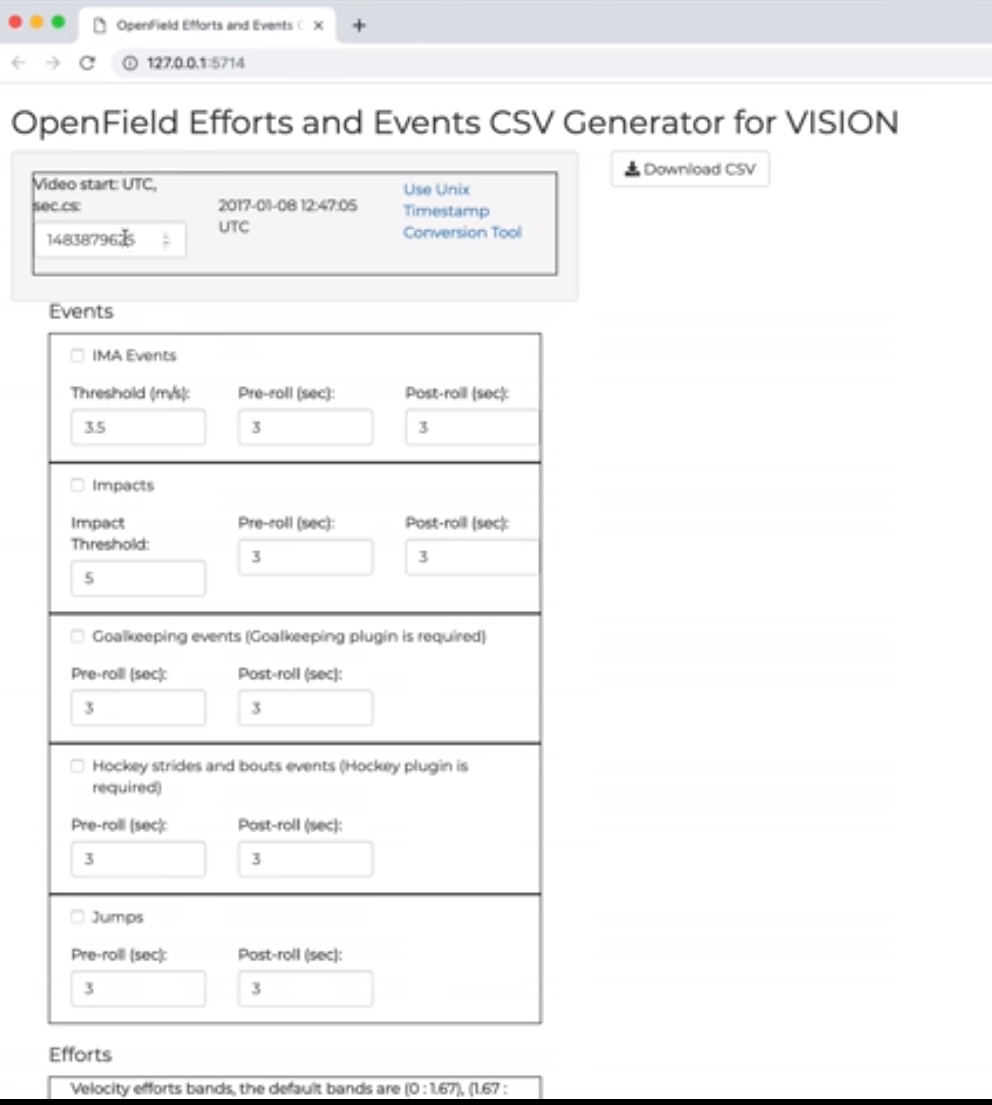 OpenField Efforts and Events C
127.0.0.1:5714
OpenField Efforts and Events CSV Generator for VISION
Video start: UTC,
sec.cs:
1483879625
2017-01-08 12:47:05
UTC
Use Unix
Timestamp
Conversion Tool
Download CSV
Events
IMA Events
Threshold (m/s): Pre-roll (sec): Post-roll (sec):
3.5 3 3
Impacts
Impact
Threshold:
5
Pre-roll (sec): Post-roll (sec):
3 3
Goalkeeping events (Goalkeeping plugin is required)
Pre-roll (sec): Post-roll (sec):
3 3
Hockey strides and bouts events (Hockey plugin is
required)
Pre-roll (sec): Post-roll (sec):
3 3
Jumps
Pre-roll (sec): Post-roll (sec):
3 3
Efforts
Velocity efforts bands, the default bands are (0 : 1.67), (1.67 :